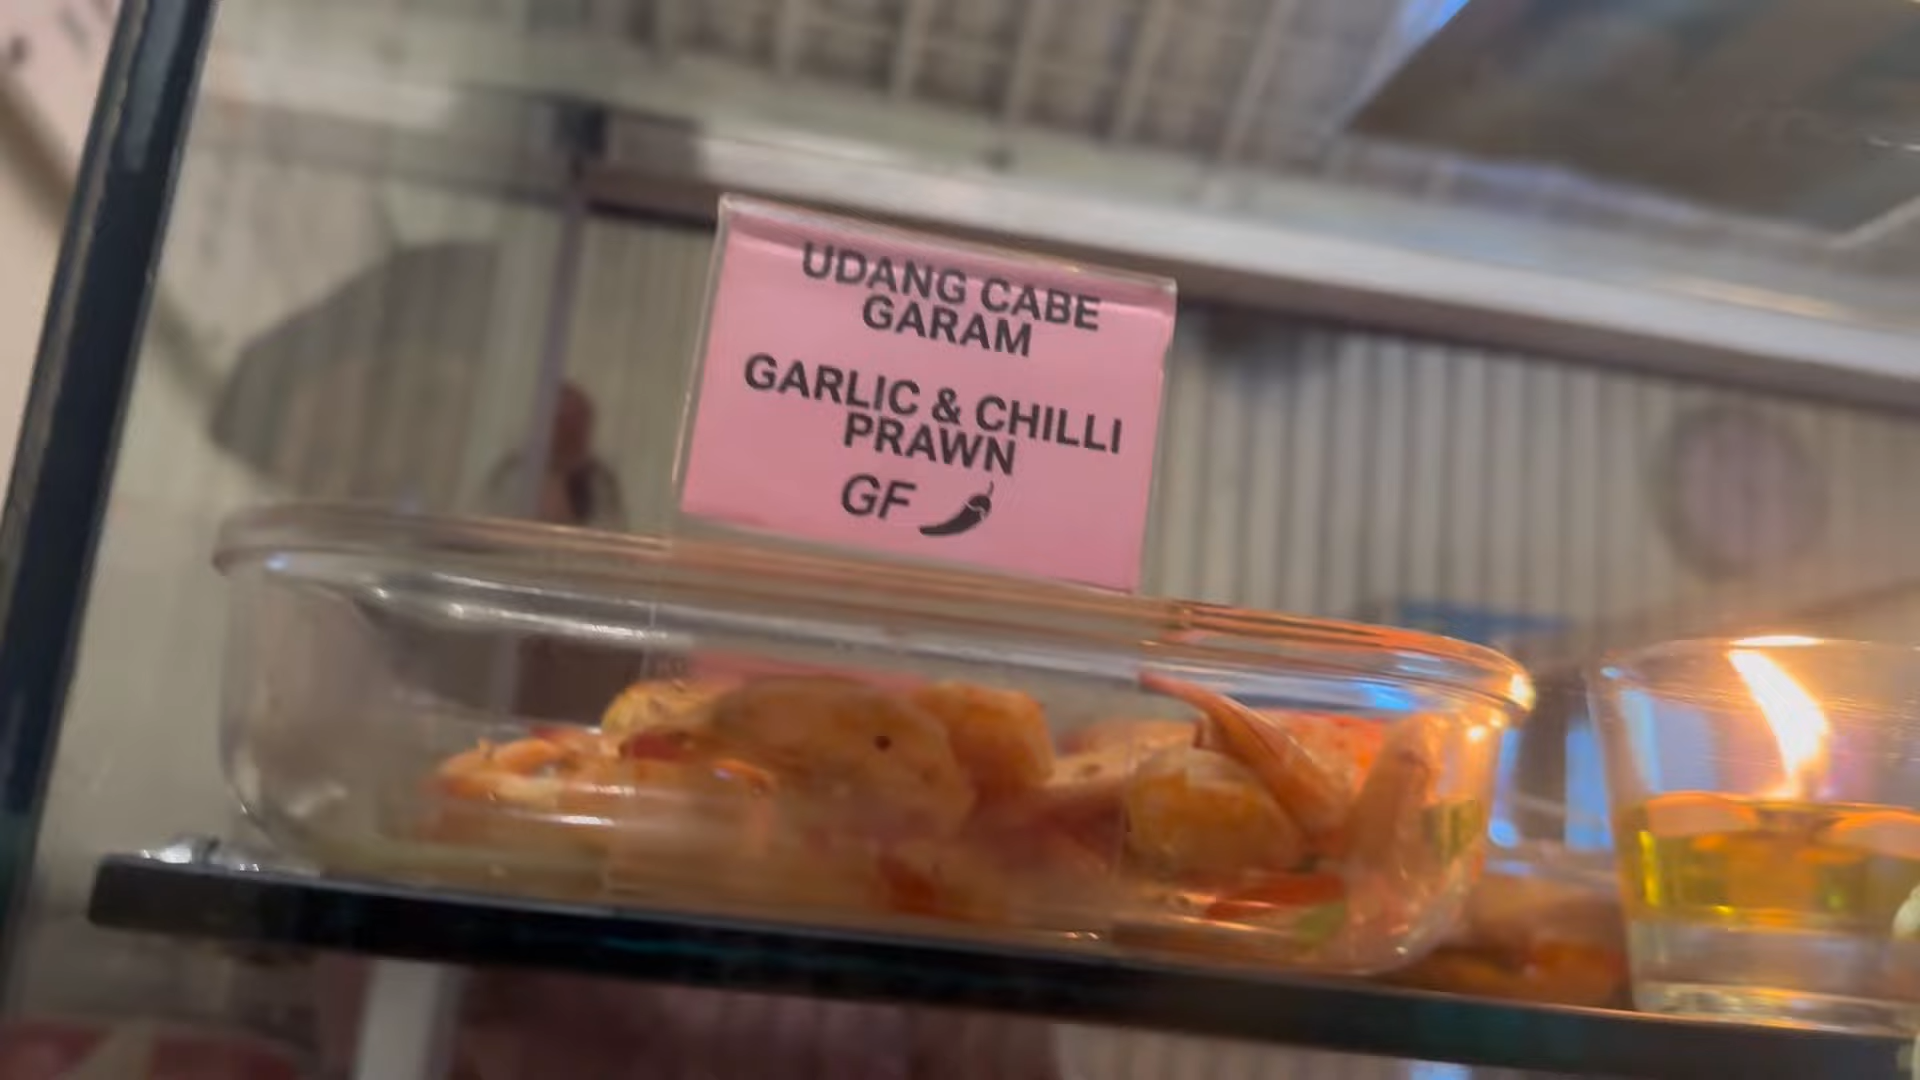 UDANG CABE
GARAM
GARLIC & CHILLI
PRAWN
GF